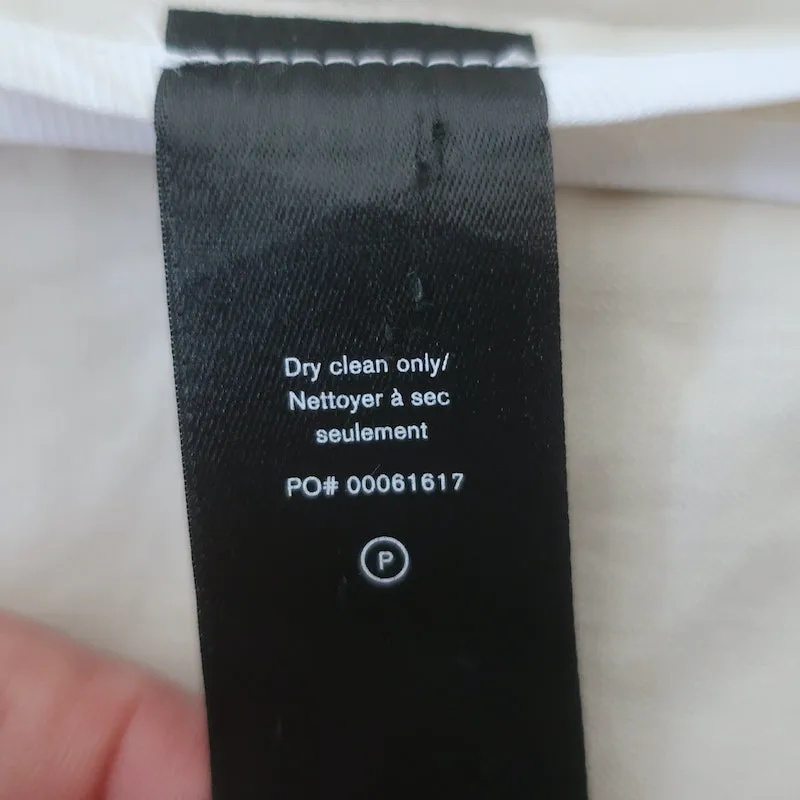 Dry clean only/
Nettoyer à sec
seulement
PO# 00061617
P